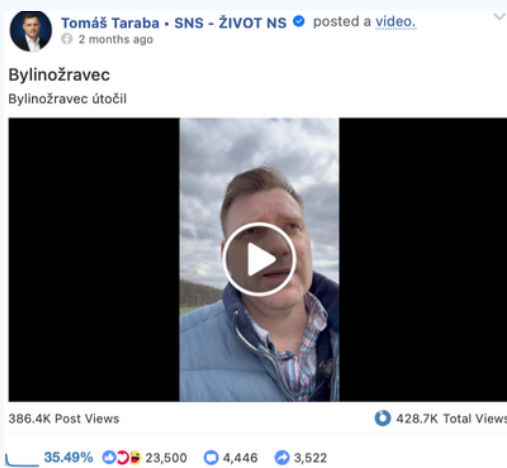 Tomáš Taraba • SNS - ŽIVOT NS posted a video.
2 months ago
Bylinožravec
Bylinožravec útočil
386.4K Post Views 428.7K Total Views
35.49% 23,500 4,446 3,522